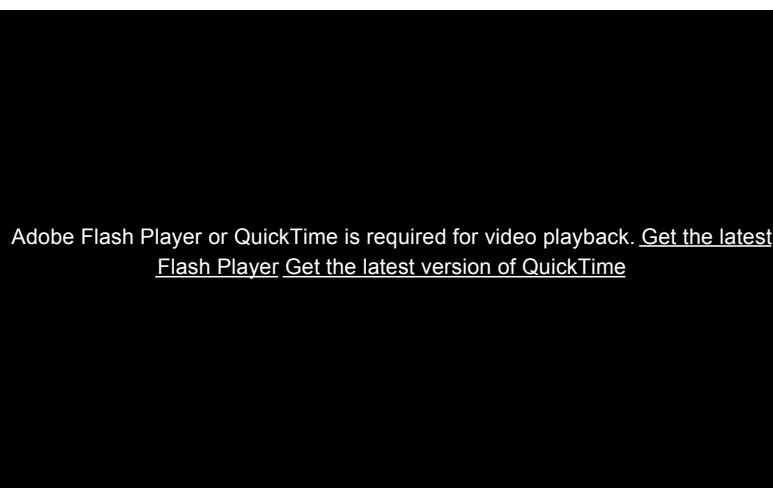 Adobe Flash Player or QuickTime is required for video playback. Get the latest
Flash Player Get the latest version of QuickTime